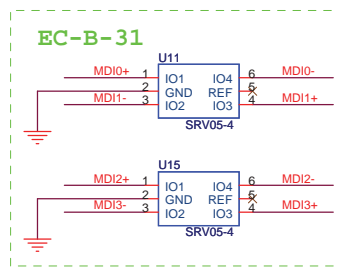 EC-B-31
U11
MDI0+ 1 IO1 IO4 6 MDI0-
2 GND REF 5
MDI1- 3 IO2 IO3 4 MDI1+
SRV05-4
U15
MDI2+ 1 IO1 IO4 6 MDI2-
2 GND REF 5
MDI3- 3 IO2 IO3 4 MDI3+
SRV05-4